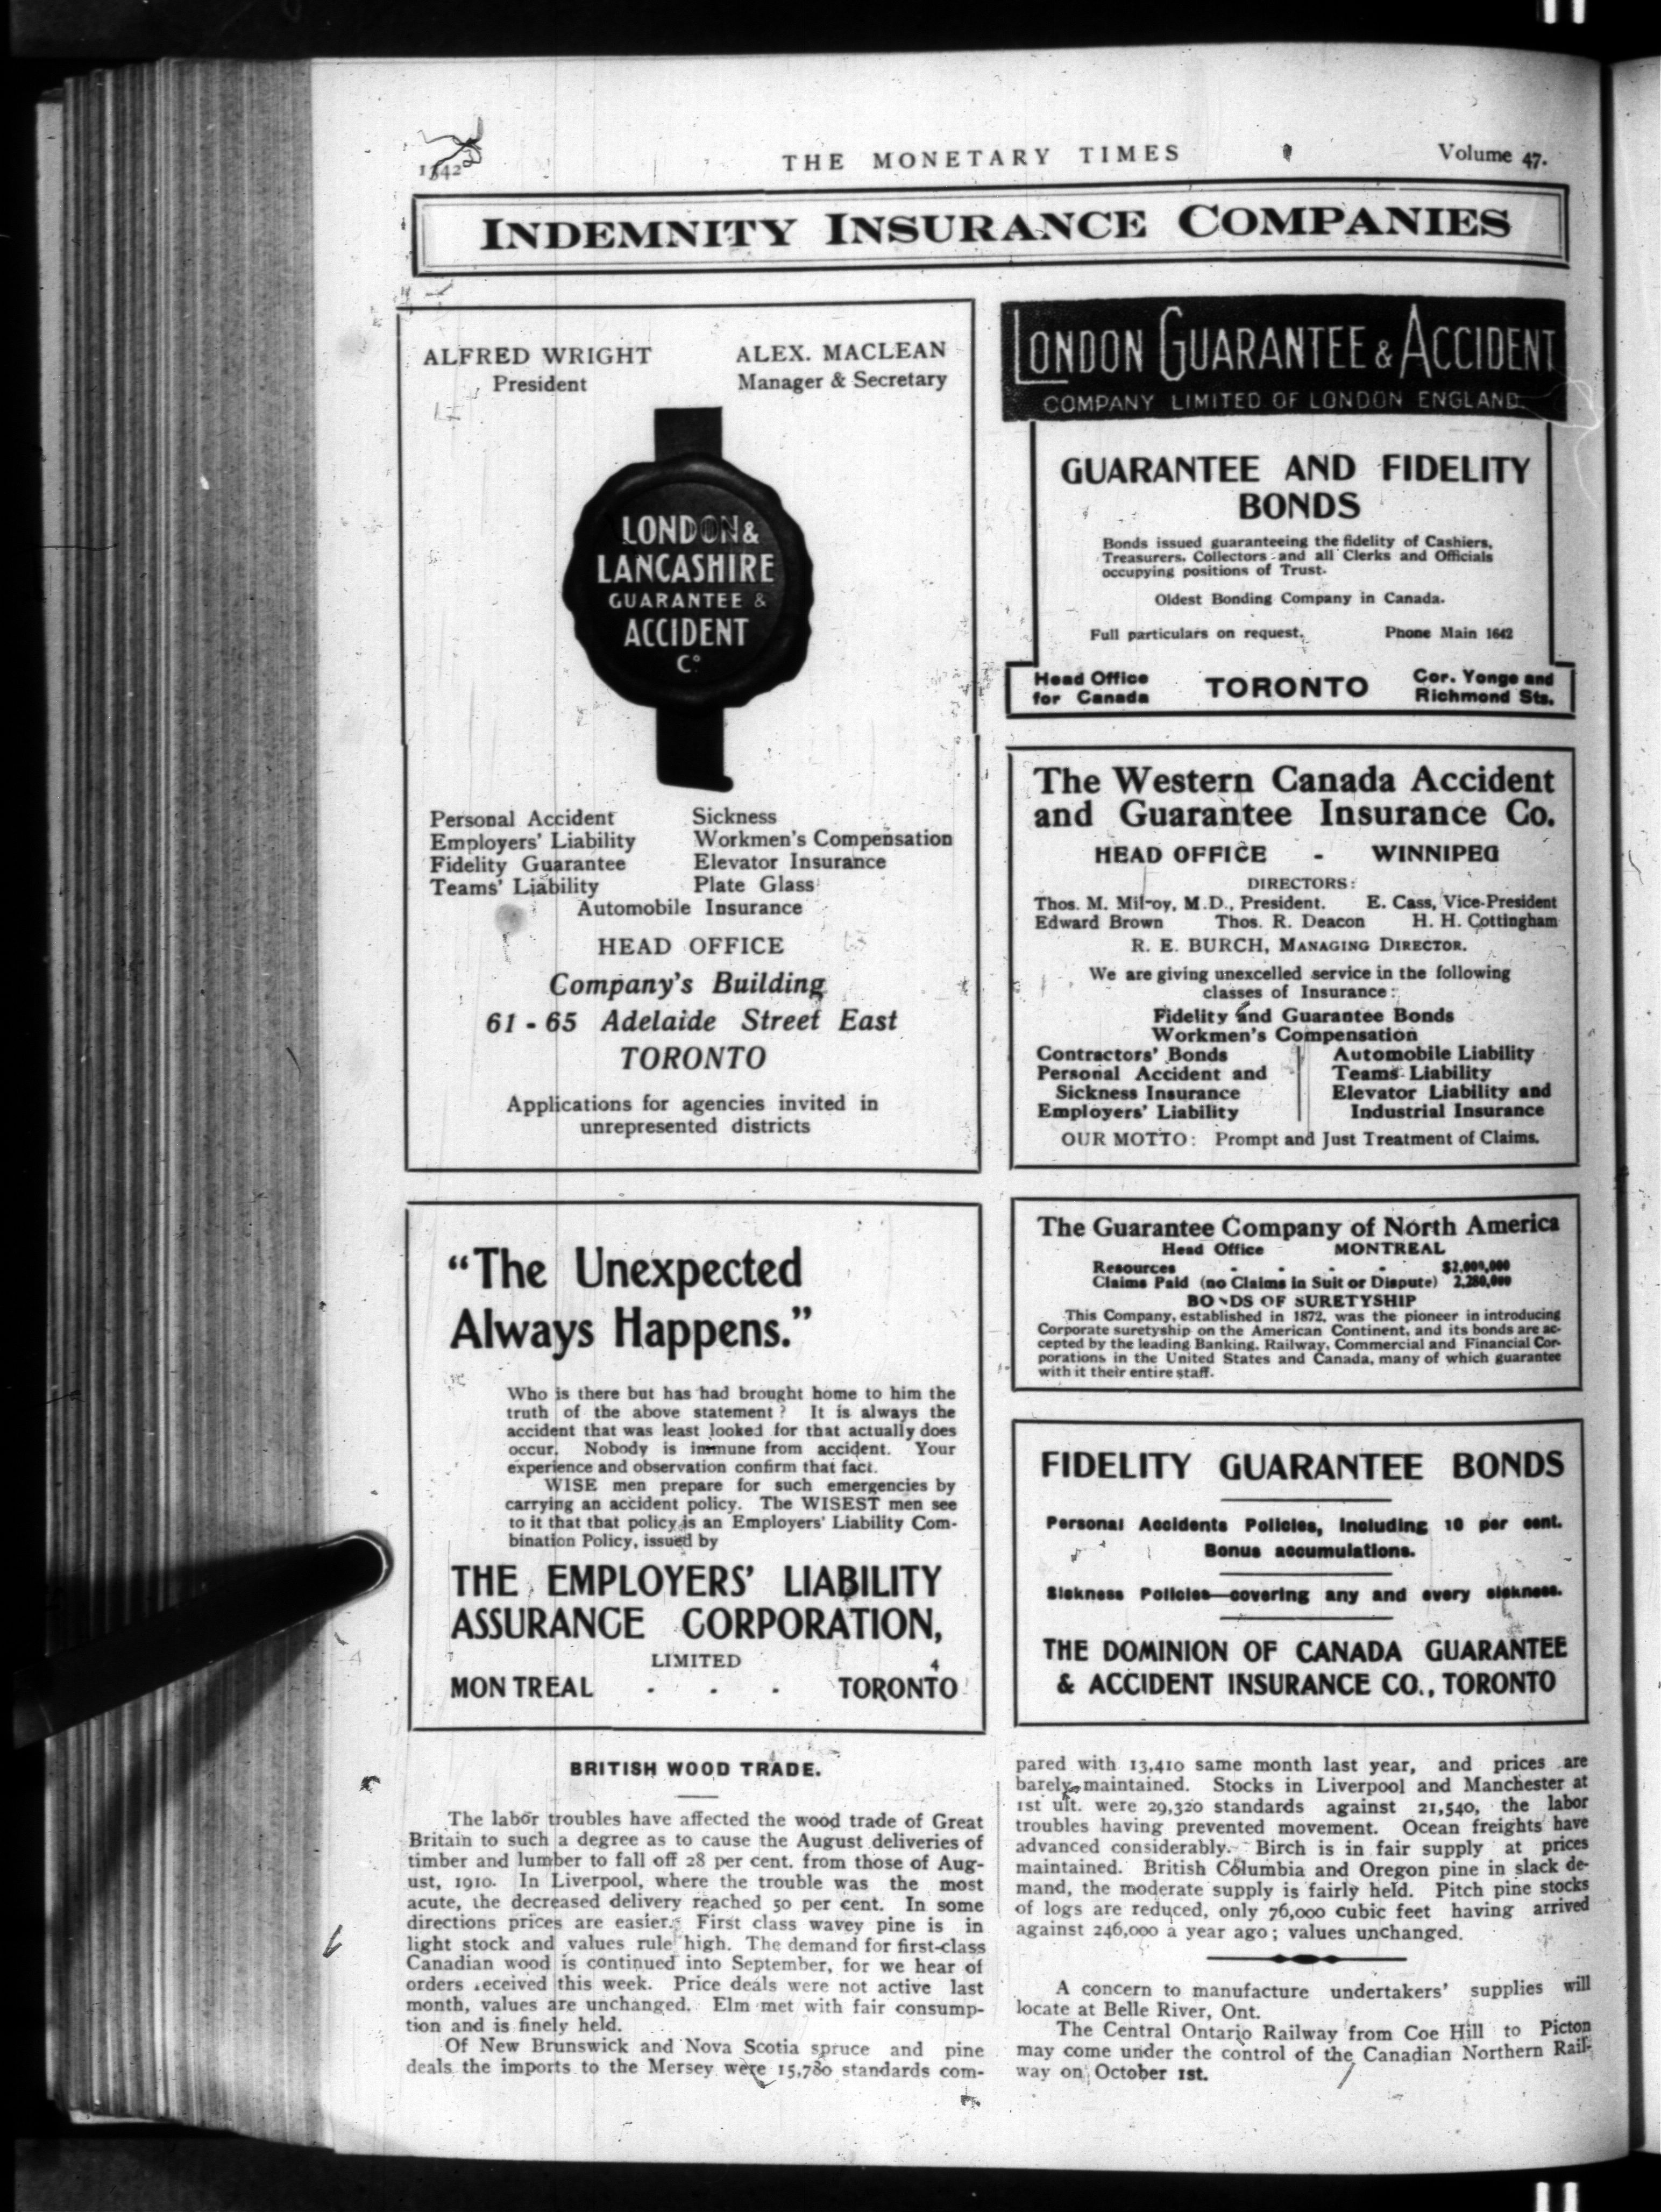 1342
THE MONETARY TIMES
Volume 47.
INDEMNITY INSURANCE COMPANIES
ALFRED WRIGHT
President
ALEX. MACLEAN
Manager & Secretary
LONDON &
LANCASHIRE
GUARANTEE &
ACCIDENT
Co
Personal Accident Sickness
Employers' Liability Workmen's Compensation
Fidelity Guarantee Elevator Insurance
Teams' Liability Plate Glass
Automobile Insurance
HEAD OFFICE
Company's Building
61 - 65 Adelaide Street East
TORONTO
Applications for agencies invited in
unrepresented districts
"The Unexpected
Always Happens."
Who is there but has had brought home to him the
truth of the above statement? It is always the
accident that was least looked for that actually does
occur. Nobody is immune from accident. Your
experience and observation confirm that fact.
WISE men prepare for such emergencies by
carrying an accident policy. The WISEST men see
to it that that policy is an Employers' Liability Com-
bination Policy, issued by
THE EMPLOYERS' LIABILITY
ASSURANCE CORPORATION,
LIMITED
4
MONTREAL - - - TORONTO
LONDON GUARANTEE & ACCIDENT
COMPANY LIMITED OF LONDON ENGLAND.
GUARANTEE AND FIDELITY
BONDS
Bonds issued guaranteeing the fidelity of Cashiers,
Treasurers, Collectors and all Clerks and Officials
occupying positions of Trust.
Oldest Bonding Company in Canada.
Full particulars on request. Phone Main 1642
Head Office
for Canada
TORONTO
Cor. Yonge and
Richmond Sts.
The Western Canada Accident
and Guarantee Insurance Co.
HEAD OFFICE - WINNIPEG
DIRECTORS:
Thos. M. Milroy, M.D., President. E. Cass, Vice-President
Edward Brown Thos. R. Deacon H. H. Cottingham
R. E. BURCH, MANAGING DIRECTOR.
We are giving unexcelled service in the following
classes of Insurance:
Fidelity and Guarantee Bonds
Workmen's Compensation
Contractors' Bonds
Personal Accident and
Sickness Insurance
Employers' Liability
Automobile Liability
Teams Liability
Elevator Liability and
Industrial Insurance
OUR MOTTO: Prompt and Just Treatment of Claims.
The Guarantee Company of North America
Head Office MONTREAL
Resources - - - - $2,000,000
Claims Paid (no Claims in Suit or Dispute) 2,280,000
BONDS OF SURETYSHIP
This Company, established in 1872, was the pioneer in introducing
Corporate suretyship on the American Continent, and its bonds are ac-
cepted by the leading Banking, Railway, Commercial and Financial Cor-
porations in the United States and Canada, many of which guarantee
with it their entire staff.
FIDELITY GUARANTEE BONDS
Personal Accidents Policies, including 10 per cent.
Bonus accumulations.
Sickness Policies—covering any and every sickness.
THE DOMINION OF CANADA GUARANTEE
& ACCIDENT INSURANCE CO., TORONTO
BRITISH WOOD TRADE.
The labor troubles have affected the wood trade of Great
Britain to such a degree as to cause the August deliveries of
timber and lumber to fall off 28 per cent. from those of Aug-
ust, 1910. In Liverpool, where the trouble was the most
acute, the decreased delivery reached 50 per cent. In some
directions prices are easier. First class wavey pine is in
light stock and values rule high. The demand for first-class
Canadian wood is continued into September, for we hear of
orders received this week. Price deals were not active last
month, values are unchanged. Elm met with fair consump-
tion and is finely held.
Of New Brunswick and Nova Scotia spruce and pine
deals the imports to the Mersey were 15,780 standards com-
pared with 13,410 same month last year, and prices are
barely maintained. Stocks in Liverpool and Manchester at
1st ult. were 29,320 standards against 21,540, the labor
troubles having prevented movement. Ocean freights have
advanced considerably. Birch is in fair supply at prices
maintained. British Columbia and Oregon pine in slack de-
mand, the moderate supply is fairly held. Pitch pine stocks
of logs are reduced, only 76,000 cubic feet having arrived
against 246,000 a year ago; values unchanged.
A concern to manufacture undertakers' supplies will
locate at Belle River, Ont.
The Central Ontario Railway from Coe Hill to Picton
may come under the control of the Canadian Northern Rail-
way on October 1st.